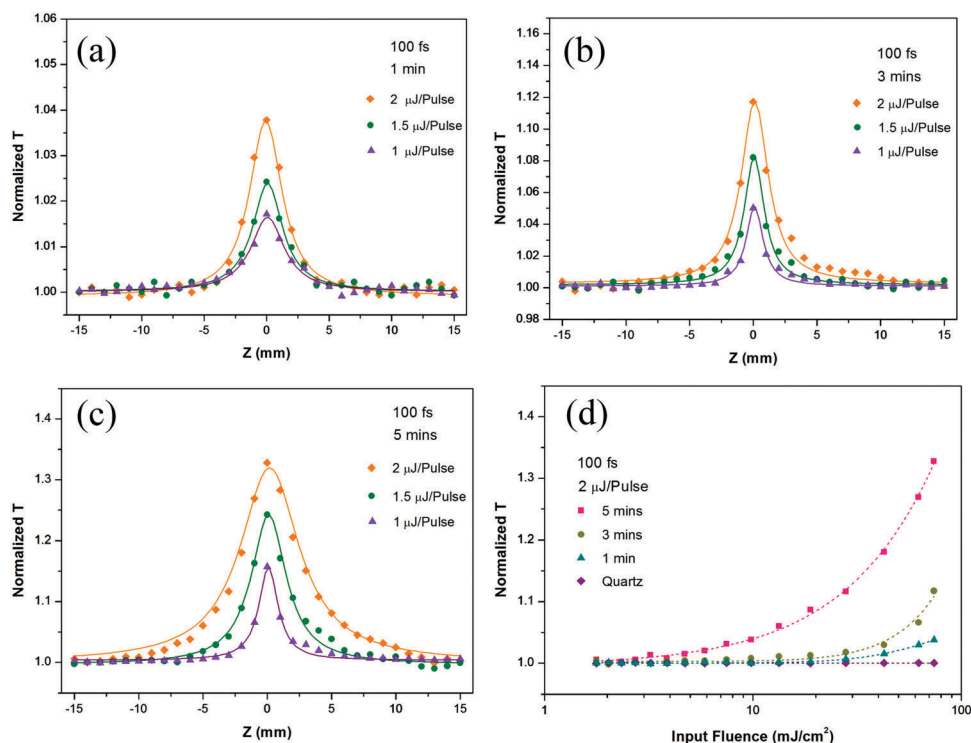 (a)
100 fs
1 min
2 μJ/Pulse
1.5 μJ/Pulse
1 μJ/Pulse
1.06
1.05
1.04
1.03
1.02
1.01
1.00
-15
-10
-5
0
5
10
15
Normalized T
Z (mm)
(b)
100 fs
3 mins
2 μJ/Pulse
1.5 μJ/Pulse
1 μJ/Pulse
1.16
1.14
1.12
1.10
1.08
1.06
1.04
1.02
1.00
0.98
-15
-10
-5
0
5
10
15
Normalized T
Z (mm)
(c)
100 fs
5 mins
2 μJ/Pulse
1.5 μJ/Pulse
1 μJ/Pulse
1.4
1.3
1.2
1.1
1.0
-15
-10
-5
0
5
10
15
Normalized T
Z (mm)
(d)
100 fs
2 μJ/Pulse
5 mins
3 mins
1 min
Quartz
1.4
1.3
1.2
1.1
1.0
1
10
100
Normalized T
Input Fluence (mJ/cm²)